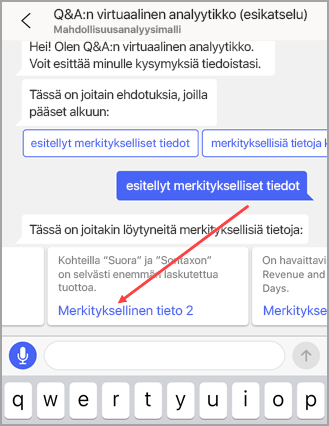 Q&A:n virtuaalinen analyytikko (esikatselu)
Mahdollisuusanalyysimalli
Hei! Olen Q&A:n virtuaalinen analyytikko.
Voit esittää minulle kysymyksiä tiedoistasi.
Tässä on joitain ehdotuksia, joilla
pääset alkuun:
esitellyt merkitykselliset tiedot
merkityksellisiä tietoja k
esitellyt merkitykselliset tiedot
Tässä on joitakin löytyneitä merkityksellisiä tietoja:
Kohteilla "Suora" ja "Sontaxon"
on selvästi enemmän laskutettua
tuottoa.
Merkityksellinen tieto 2
On havaittavi
Revenue and
Days.
Merkitykse
q w e r t y u i o p